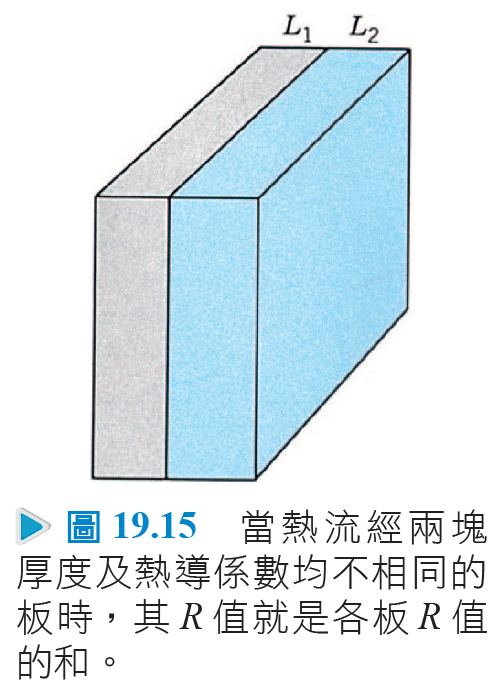 L₁ L₂
圖 19.15 當熱流經兩塊
厚度及熱導係數均不相同的
板時，其 R 值就是各板 R 值
的和。